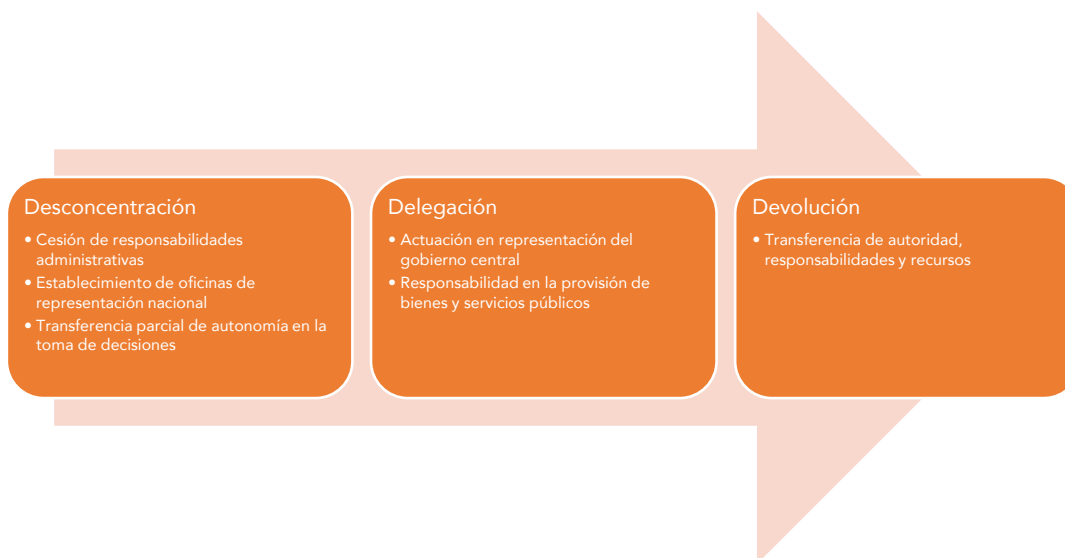 Desconcentración
• Cesión de responsabilidades
administrativas
• Establecimiento de oficinas de
representación nacional
• Transferencia parcial de autonomía en la
toma de decisiones
Delegación
• Actuación en representación del
gobierno central
• Responsabilidad en la provisión de
bienes y servicios públicos
Devolución
• Transferencia de autoridad,
responsabilidades y recursos